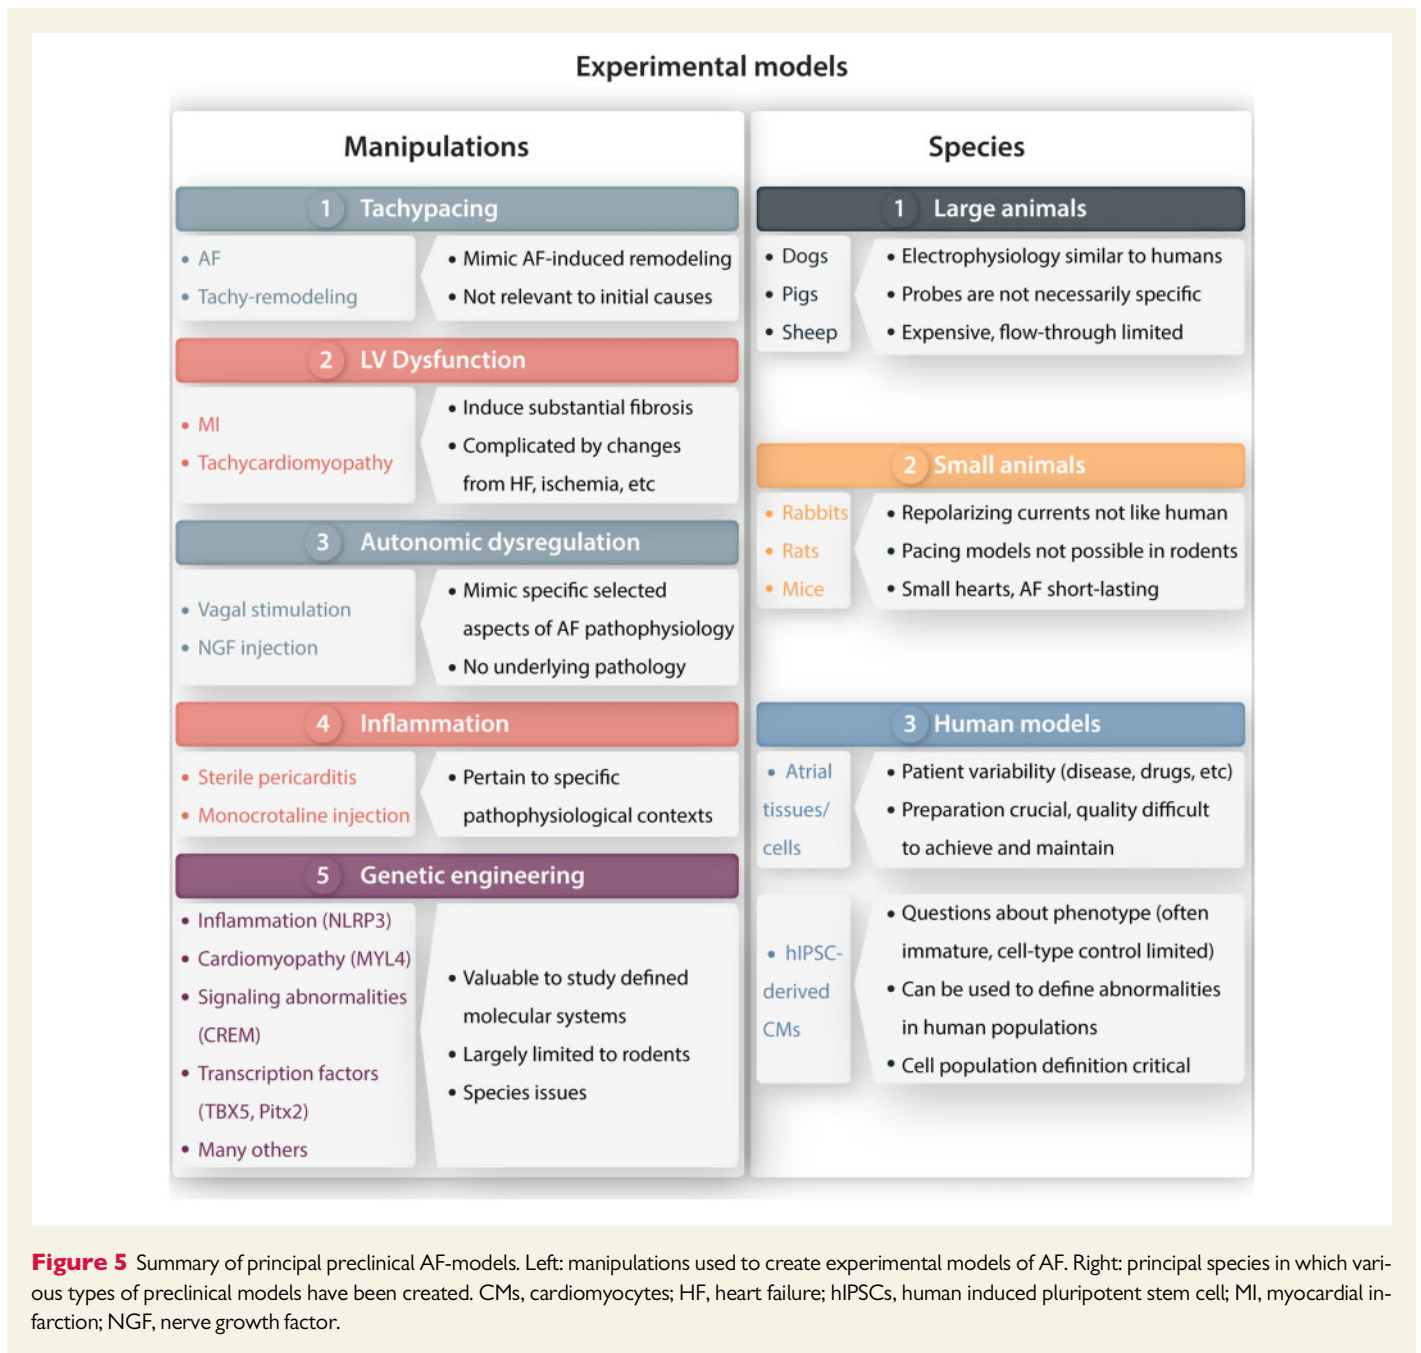 Experimental models
Manipulations
1 Tachypacing
• AF
• Tachy-remodeling
• Mimic AF-induced remodeling
• Not relevant to initial causes
2 LV Dysfunction
• MI
• Tachycardiomyopathy
• Induce substantial fibrosis
• Complicated by changes
from HF, ischemia, etc
3 Autonomic dysregulation
• Vagal stimulation
• NGF injection
• Mimic specific selected
aspects of AF pathophysiology
• No underlying pathology
4 Inflammation
• Sterile pericarditis
• Monocrotaline injection
• Pertain to specific
pathophysiological contexts
5 Genetic engineering
• Inflammation (NLRP3)
• Cardiomyopathy (MYL4)
• Signaling abnormalities
(CREM)
• Transcription factors
(TBX5, Pitx2)
• Many others
• Valuable to study defined
molecular systems
• Largely limited to rodents
• Species issues
Species
1 Large animals
• Dogs
• Pigs
• Sheep
• Electrophysiology similar to humans
• Probes are not necessarily specific
• Expensive, flow-through limited
2 Small animals
• Rabbits
• Rats
• Mice
• Repolarizing currents not like human
• Pacing models not possible in rodents
• Small hearts, AF short-lasting
3 Human models
• Atrial
tissues/
cells
• Patient variability (disease, drugs, etc)
• Preparation crucial, quality difficult
to achieve and maintain
• hIPSC-
derived
CMs
• Questions about phenotype (often
immature, cell-type control limited)
• Can be used to define abnormalities
in human populations
• Cell population definition critical
Figure 5 Summary of principal preclinical AF-models. Left: manipulations used to create experimental models of AF. Right: principal species in which vari-
ous types of preclinical models have been created. CMs, cardiomyocytes; HF, heart failure; hIPSCs, human induced pluripotent stem cell; MI, myocardial in-
farction; NGF, nerve growth factor.